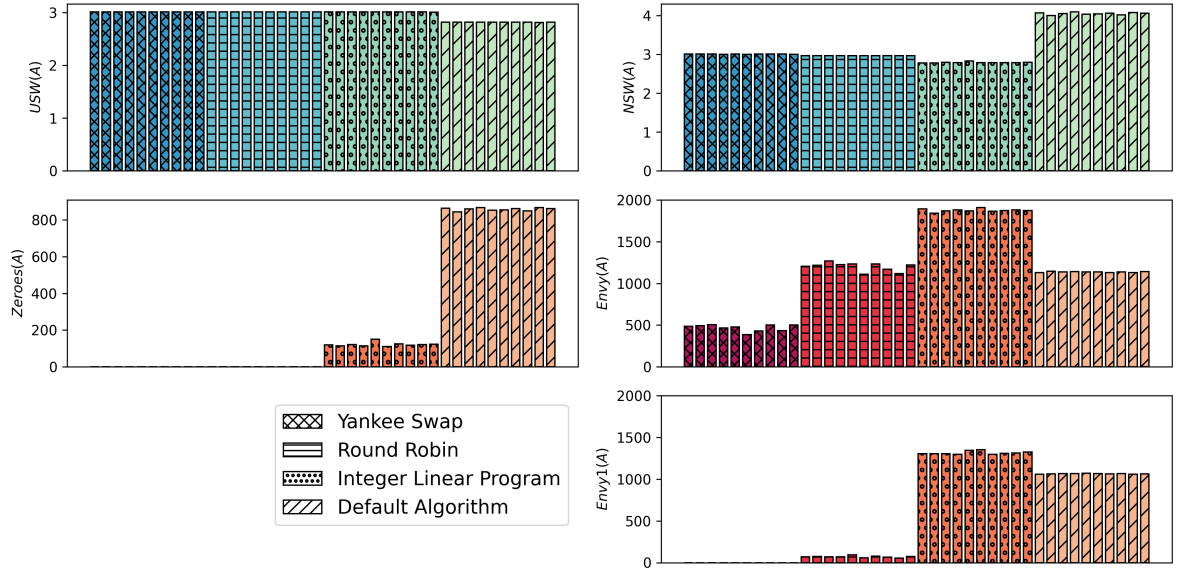 USW(A)
3
2
1
0
NSW(A)
4
3
2
1
0
Zeroes(A)
800
600
400
200
0
Envy(A)
2000
1500
1000
500
0
Yankee Swap
Round Robin
Integer Linear Program
Default Algorithm
Envy1(A)
2000
1500
1000
500
0